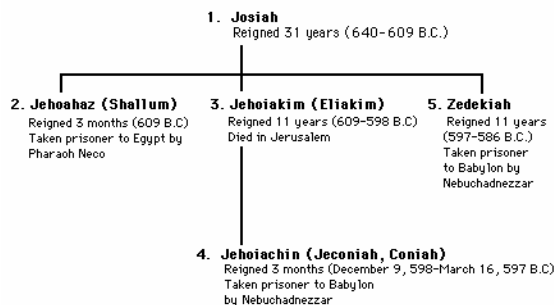 1. Josiah
Reigned 31 years (640-609 B.C.)
2. Jehoahaz (Shallum)
Reigned 3 months (609 B.C)
Taken prisoner to Egypt by
Pharaoh Neco
3. Jehoiakim (Eliakim)
Reigned 11 years (609-598 B.C)
Died in Jerusalem
5. Zedekiah
Reigned 11 years
(597-586 B.C.)
Taken prisoner
to Babylon by
Nebuchadnezzar
4. Jehoiachin (Jeconiah, Coniah)
Reigned 3 months (December 9, 598-March 16, 597 B.C)
Taken prisoner to Babylon
by Nebuchadnezzar